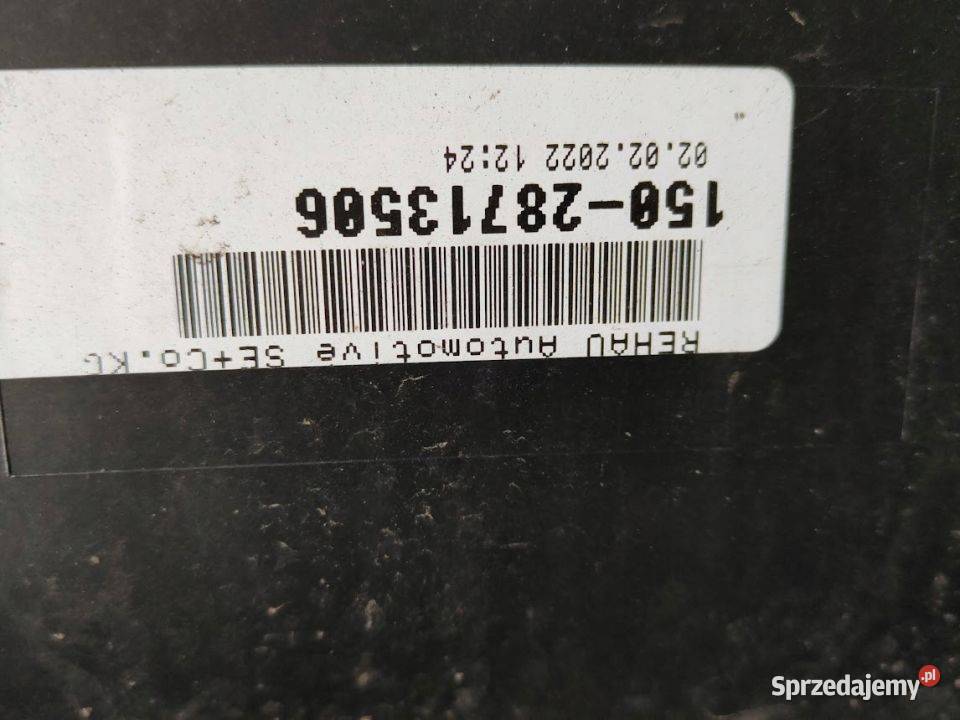 REHAU Automotive SE+Co.KG
150-28713506
02.02.2022 12:24
Sprzedajemy.pl